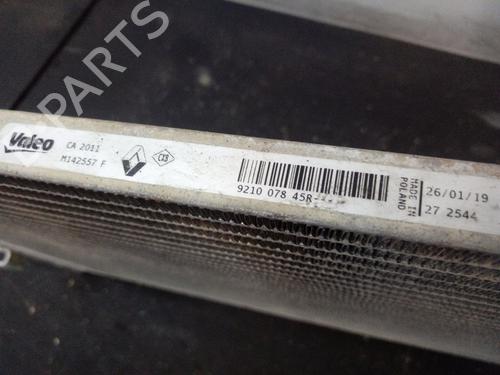 B-PARTS
Valeo
CA 2011
M142557 F
9210 078 45R
MADE IN
POLAND
26/01/19
27 2544